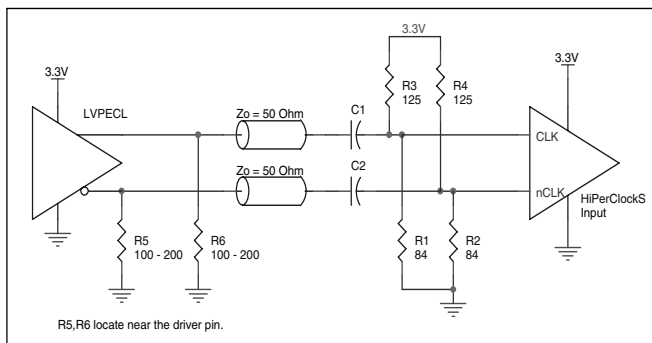 3.3V
3.3V
3.3V
R3
125
R4
125
LVPECL
Zo = 50 Ohm
C1
CLK
Zo = 50 Ohm
C2
nCLK
HiPerClockS
Input
R5
100 - 200
R6
100 - 200
R1
84
R2
84
R5,R6 locate near the driver pin.